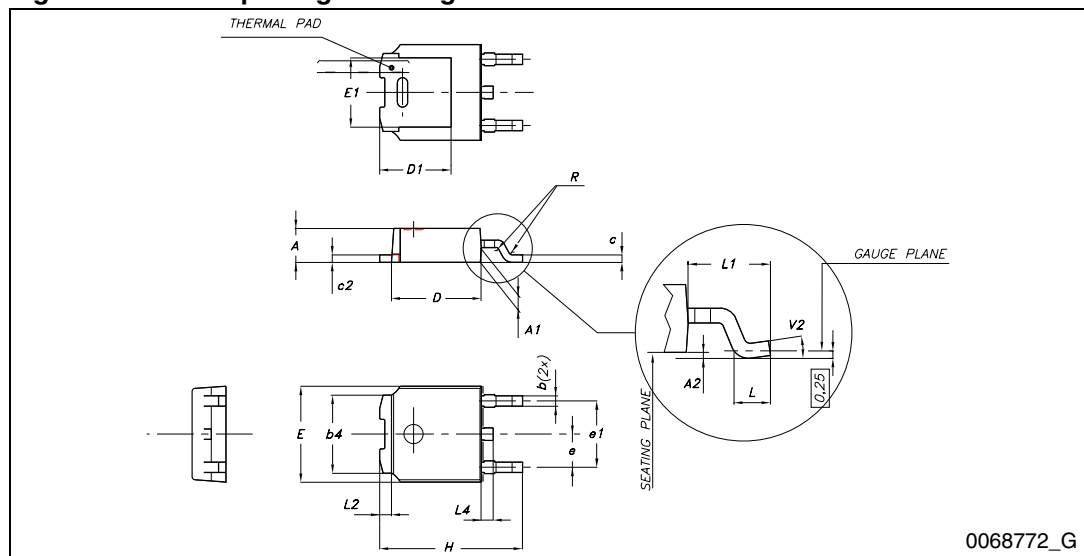 THERMAL PAD
E1
D1
R
A
c
c2
D
A1
L1
GAUGE PLANE
V2
A2
L
0,25
SEATING PLANE
b(2x)
E
b4
e
e1
L2
L4
H
0068772_G